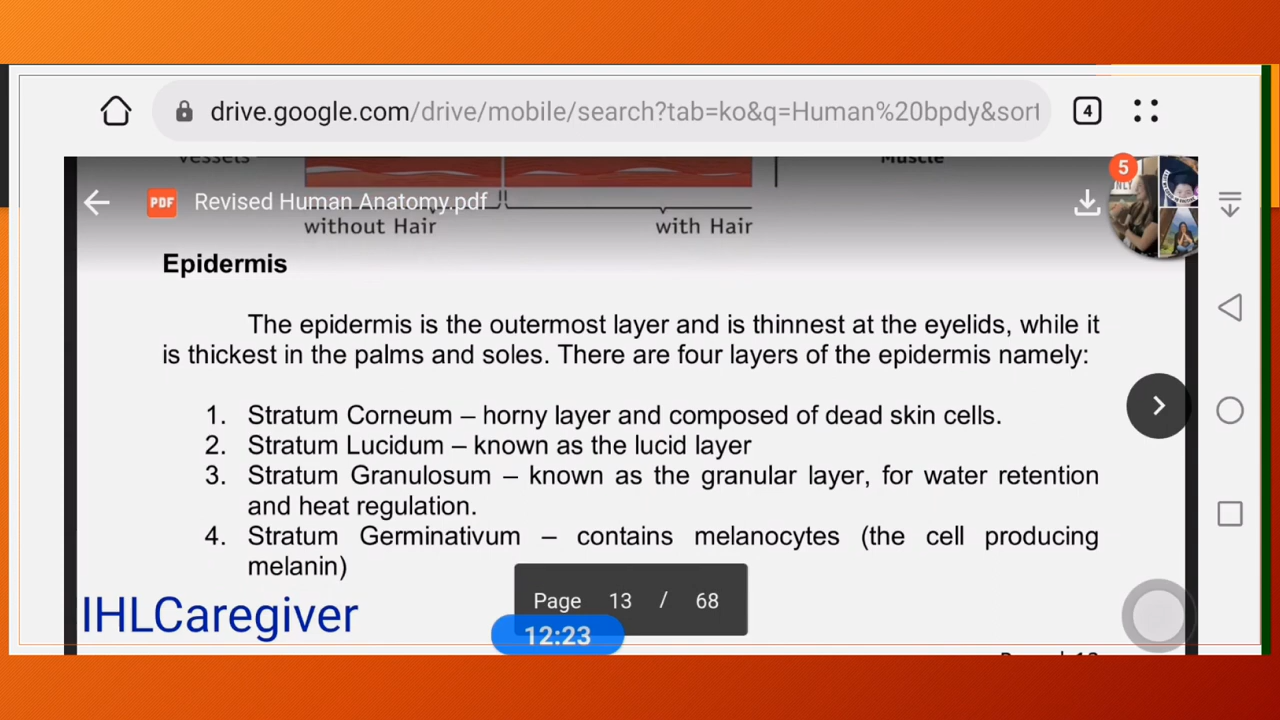 drive.google.com/drive/mobile/search?tab=ko&q=Human%20bpdy&sort
4
Vessels
Muscle
5
PDF
Revised Human Anatomy.pdf
without Hair
with Hair
Epidermis
The epidermis is the outermost layer and is thinnest at the eyelids, while it
is thickest in the palms and soles. There are four layers of the epidermis namely:
1. Stratum Corneum – horny layer and composed of dead skin cells.
2. Stratum Lucidum – known as the lucid layer
3. Stratum Granulosum – known as the granular layer, for water retention
and heat regulation.
4. Stratum Germinativum – contains melanocytes (the cell producing
melanin)
Page 13 / 68
IHLCaregiver
12:23